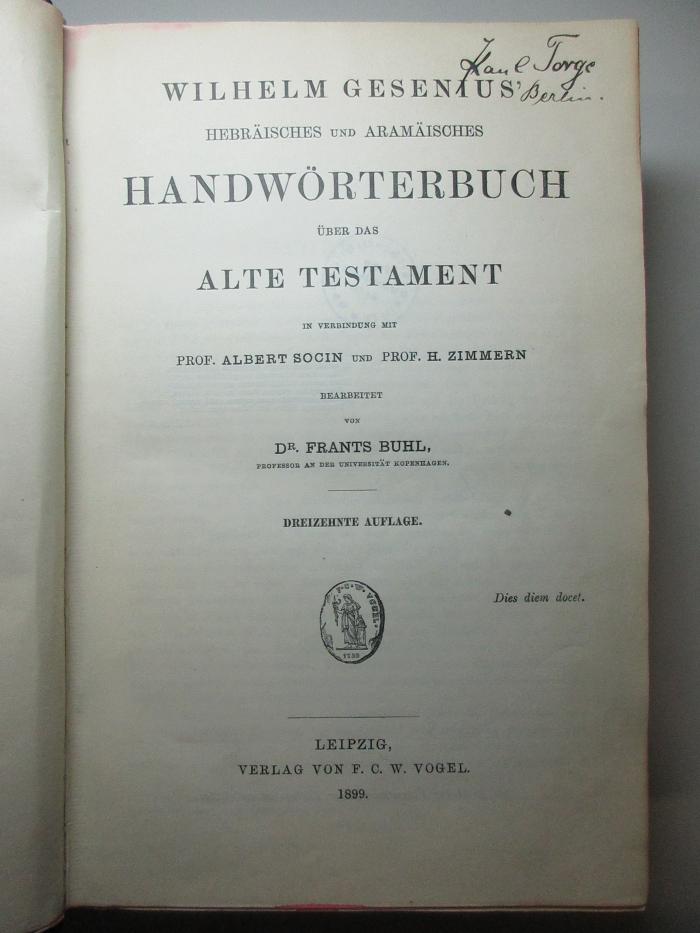 Torge
Berlin.
WILHELM GESENIUS'
HEBRÄISCHES UND ARAMÄISCHES
HANDWÖRTERBUCH
ÜBER DAS
ALTE TESTAMENT
IN VERBINDUNG MIT
PROF. ALBERT SOCIN UND PROF. H. ZIMMERN
BEARBEITET
VON
DR. FRANTS BUHL,
PROFESSOR AN DER UNIVERSITÄT KOPENHAGEN.
DREIZEHNTE AUFLAGE.
Dies diem docet.
F. C. W. VOGEL.
LEIPZIG,
VERLAG VON F. C. W. VOGEL.
1899.